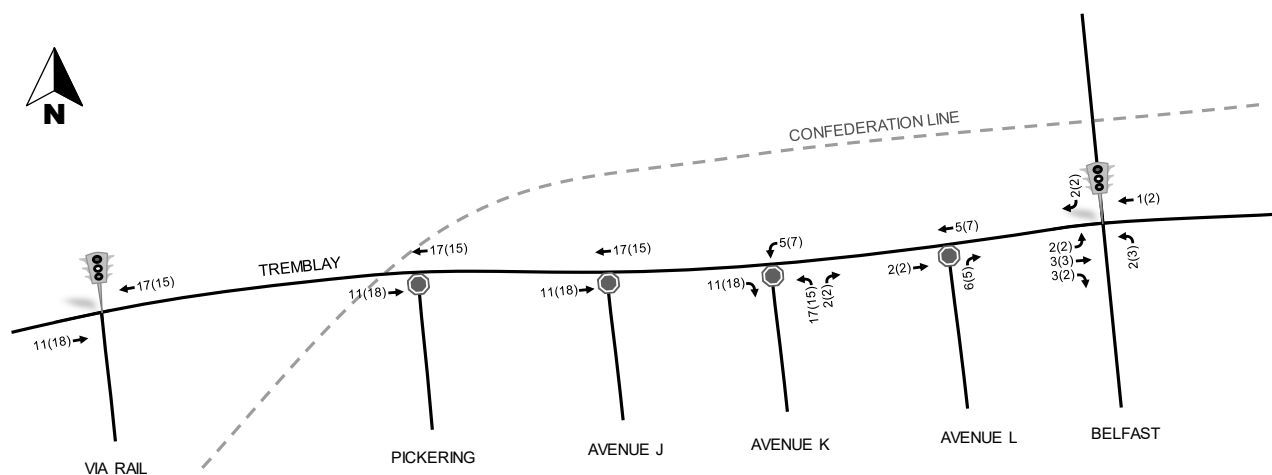 N
CONFEDERATION LINE
2(2)
1(2)
17(15)
17(15)
5(7)
5(7)
2(3)
TREMBLAY
2(2)
3(3)
3(2)
2(2)
6(5)
17(15)
11(18)
11(18)
11(18)
17(15)
2(2)
11(18)
BELFAST
AVENUE L
AVENUE K
AVENUE J
PICKERING
VIA RAIL